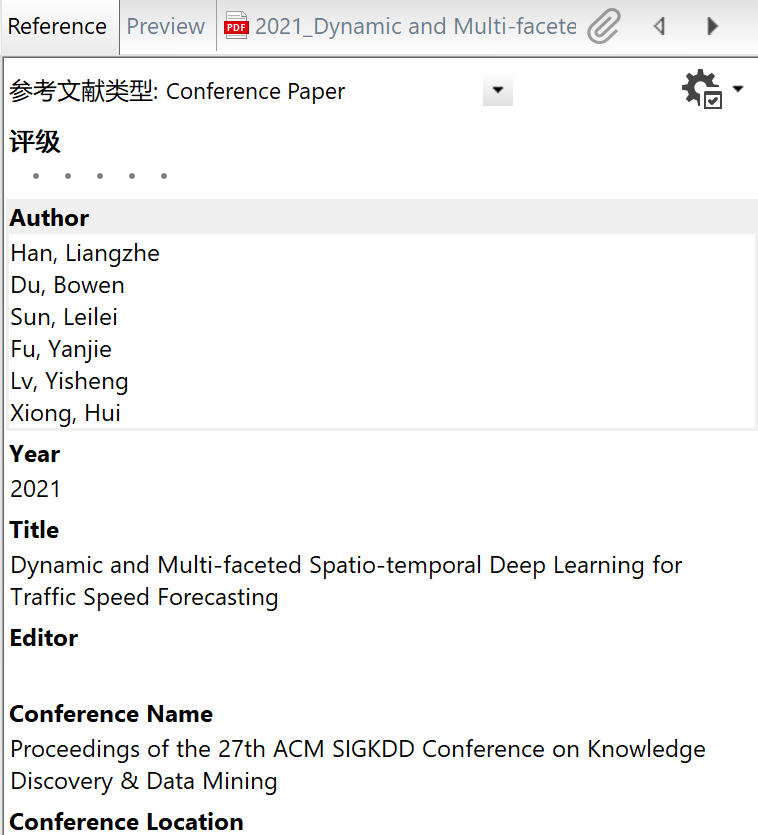 Reference Preview PDF 2021_Dynamic and Multi-facete
参考文献类型: Conference Paper
评级
Author
Han, Liangzhe
Du, Bowen
Sun, Leilei
Fu, Yanjie
Lv, Yisheng
Xiong, Hui
Year
2021
Title
Dynamic and Multi-faceted Spatio-temporal Deep Learning for
Traffic Speed Forecasting
Editor
Conference Name
Proceedings of the 27th ACM SIGKDD Conference on Knowledge
Discovery & Data Mining
Conference Location